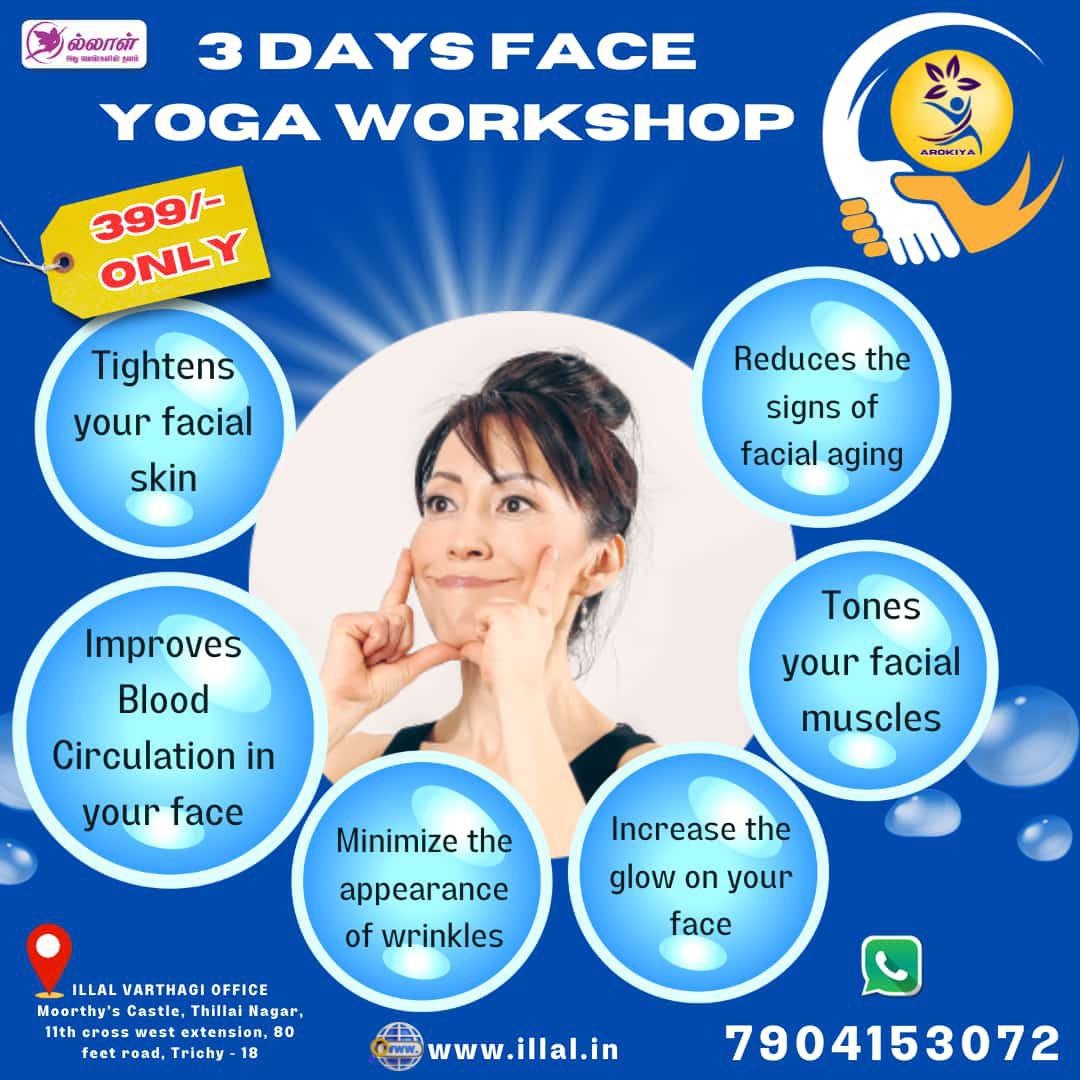 ல்லாள்
இது பெண்களின் தளம்
3 DAYS FACE
YOGA WORKSHOP
AROKIYA
399/-
ONLY
Tightens
your facial
skin
Reduces the
signs of
facial aging
Improves
Blood
Circulation in
your face
Tones
your facial
muscles
Minimize the
appearance
of wrinkles
Increase the
glow on your
face
ILLAL VARTHAGI OFFICE
Moorthy's Castle, Thillai Nagar,
11th cross west extension, 80
feet road, Trichy - 18
www.illal.in
7904153072